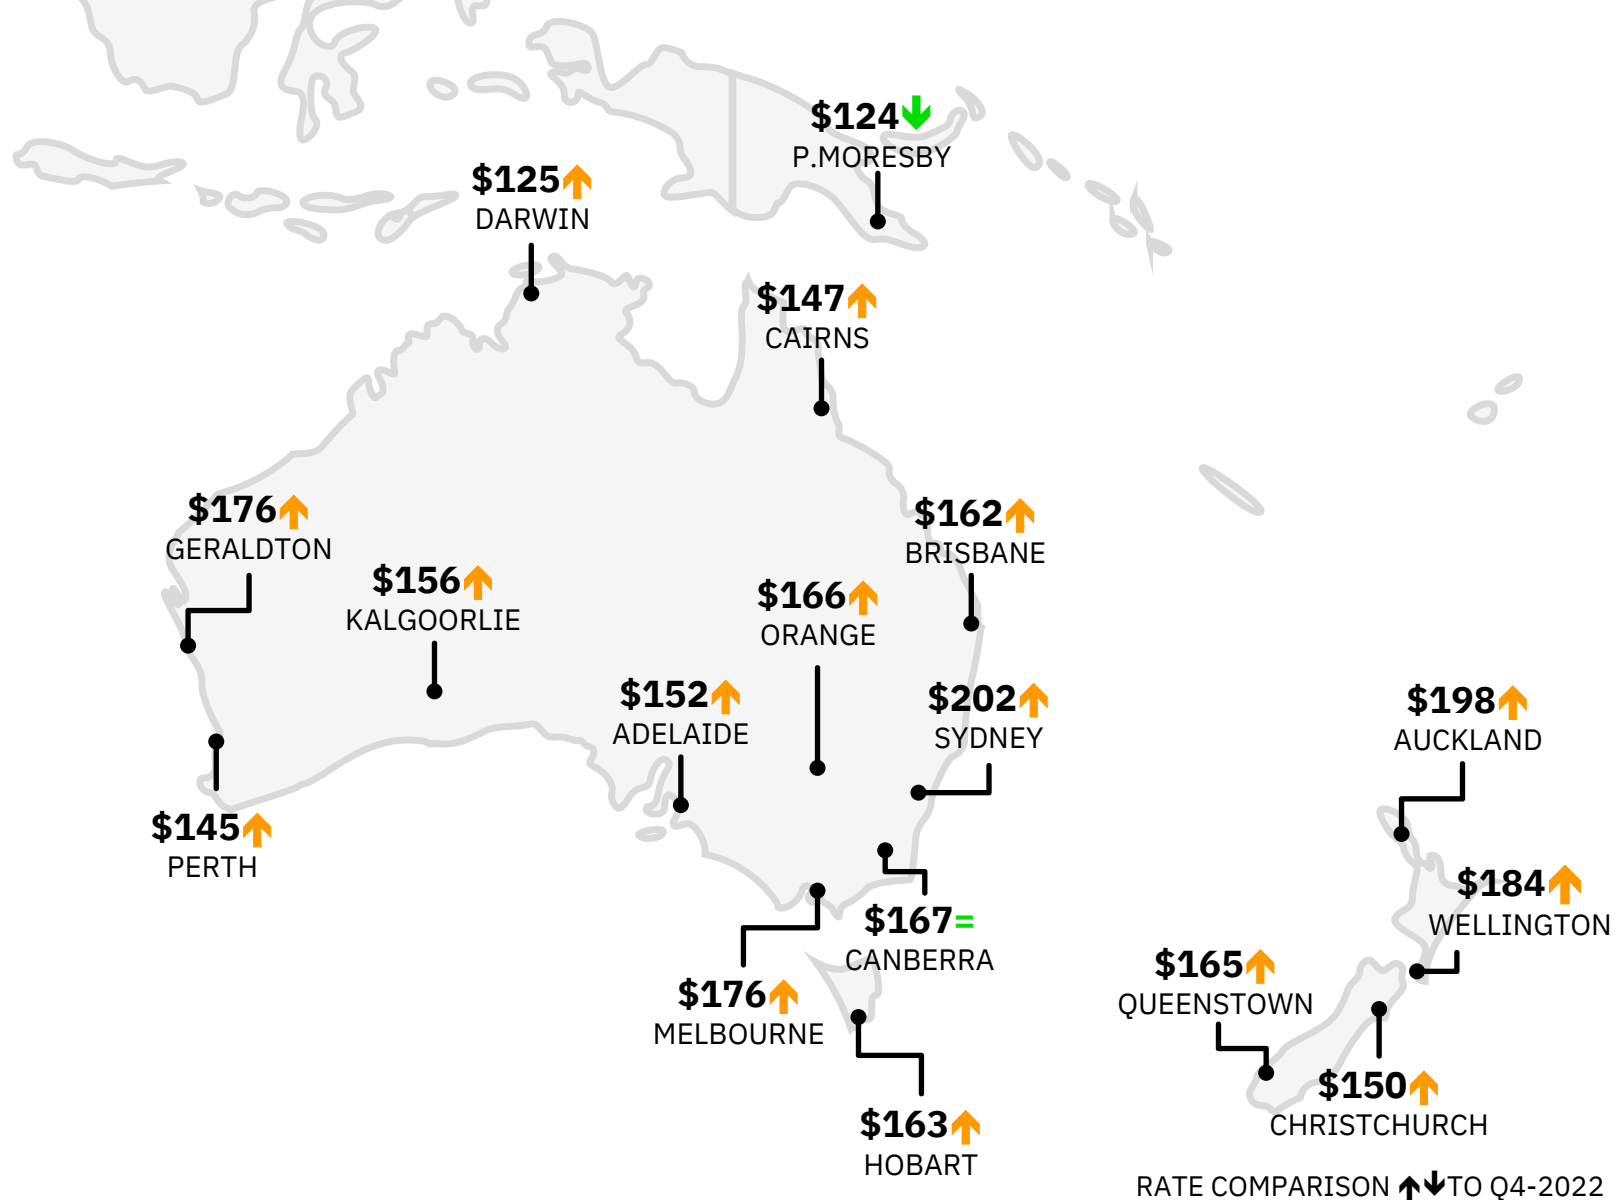 $124
P.MORESBY
$125
DARWIN
$147
CAIRNS
$176
GERALDTON
$162
BRISBANE
$156
KALGOORLIE
$166
ORANGE
$152
ADELAIDE
$202
SYDNEY
$198
AUCKLAND
$145
PERTH
$184
WELLINGTON
$167=
CANBERRA
$165
QUEENSTOWN
$176
MELBOURNE
$150
CHRISTCHURCH
$163
HOBART
RATE COMPARISON ↑↓TO Q4-2022